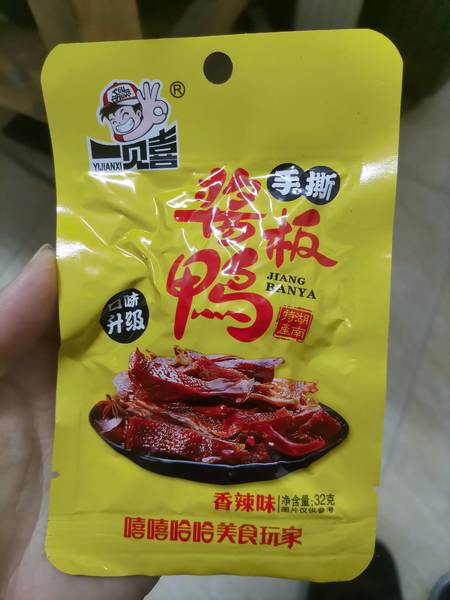 ®
一见喜
YIJIANXI
手撕
酱板鸭
JIANG
BANYA
口味
升级
湖南
特産
香辣味
净含量:32克
图片仅供参考
嘻嘻哈哈美食玩家